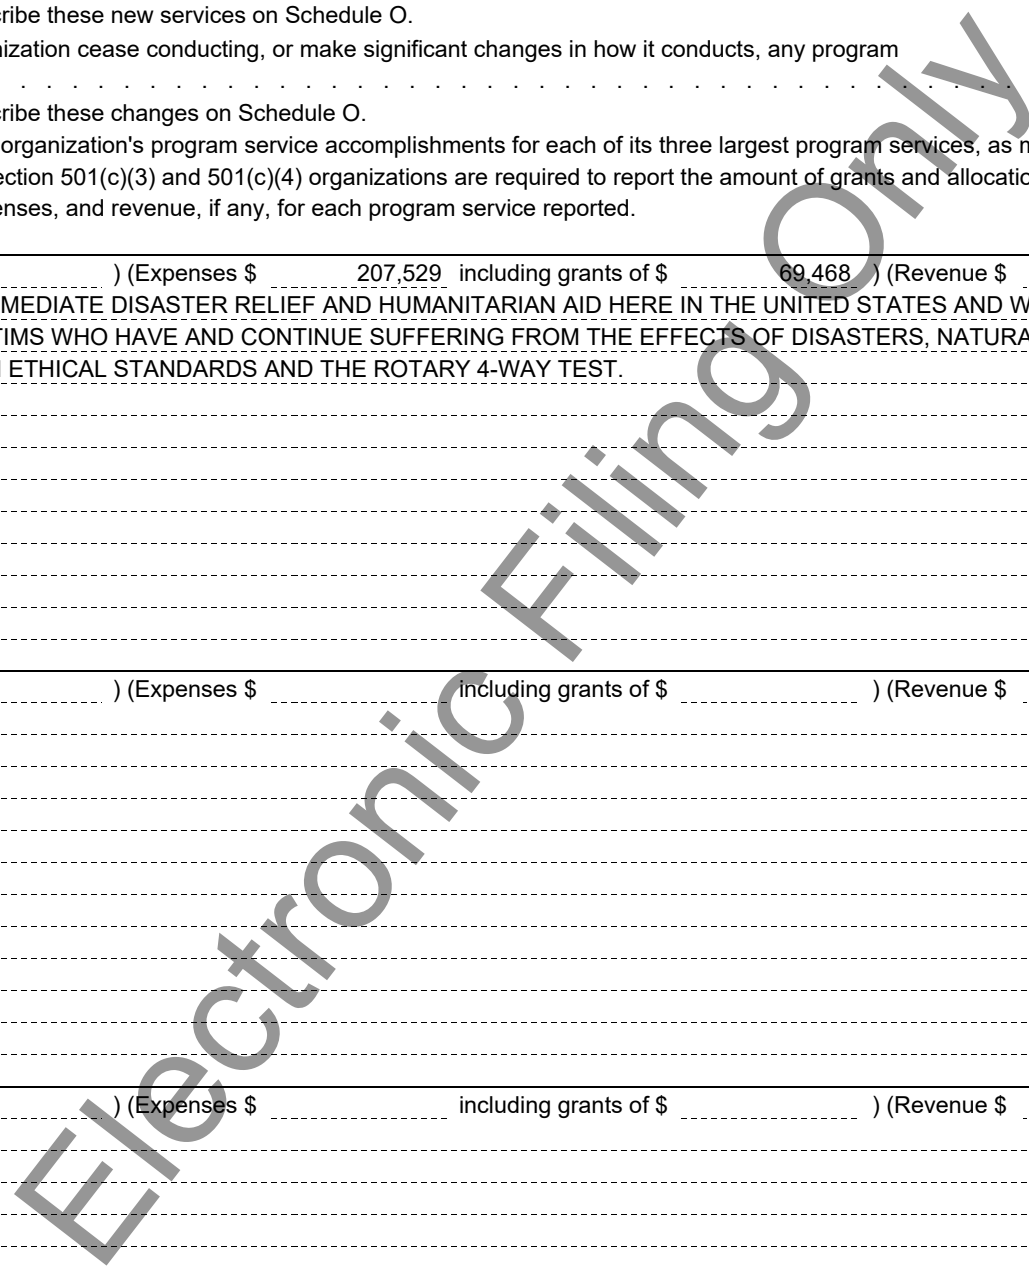 ribe these new services on Schedule O.
ization cease conducting, or make significant changes in how it conducts, any program
. . . . . . . . . . . . . . . . . . . . . . . . . . . . . . . . . . . . . . .
ribe these changes on Schedule O.
organization's program service accomplishments for each of its three largest program services, as
ection 501(c)(3) and 501(c)(4) organizations are required to report the amount of grants and allocatio
enses, and revenue, if any, for each program service reported.
) (Expenses $ 207,529 including grants of $ 69,468 ) (Revenue $
MEDIATE DISASTER RELIEF AND HUMANITARIAN AID HERE IN THE UNITED STATES AND W
TIMS WHO HAVE AND CONTINUE SUFFERING FROM THE EFFECTS OF DISASTERS, NATURA
ETHICAL STANDARDS AND THE ROTARY 4-WAY TEST.
) (Expenses $ including grants of $ ) (Revenue $
) (Expenses $ including grants of $ ) (Revenue $
Electronic Filing Only